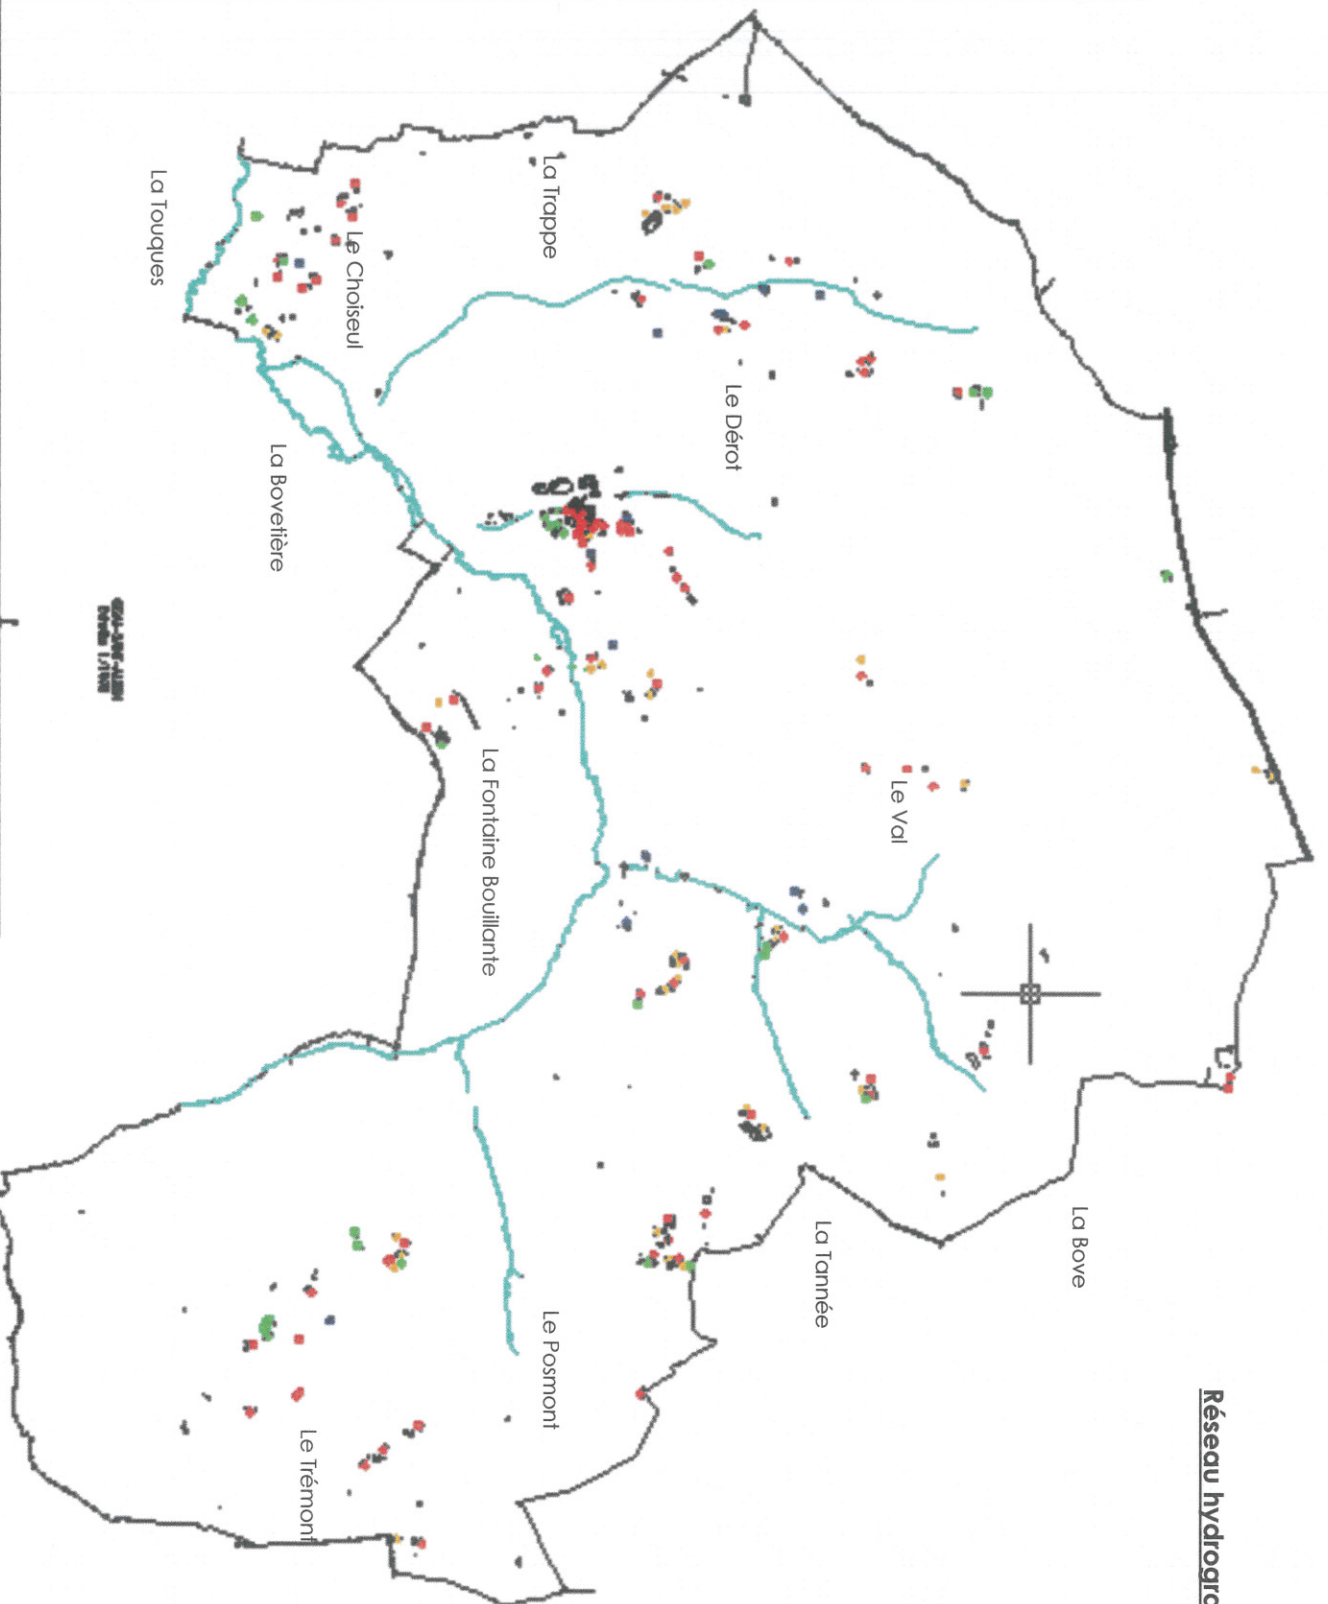 Réseau hydrogra
La Bove
Le Val
La Tannée
Le Dérot
La Trappe
Le Posmont
La Fontaine Bouillante
Le Choiseul
Le Trémont
La Bovetière
La Touques